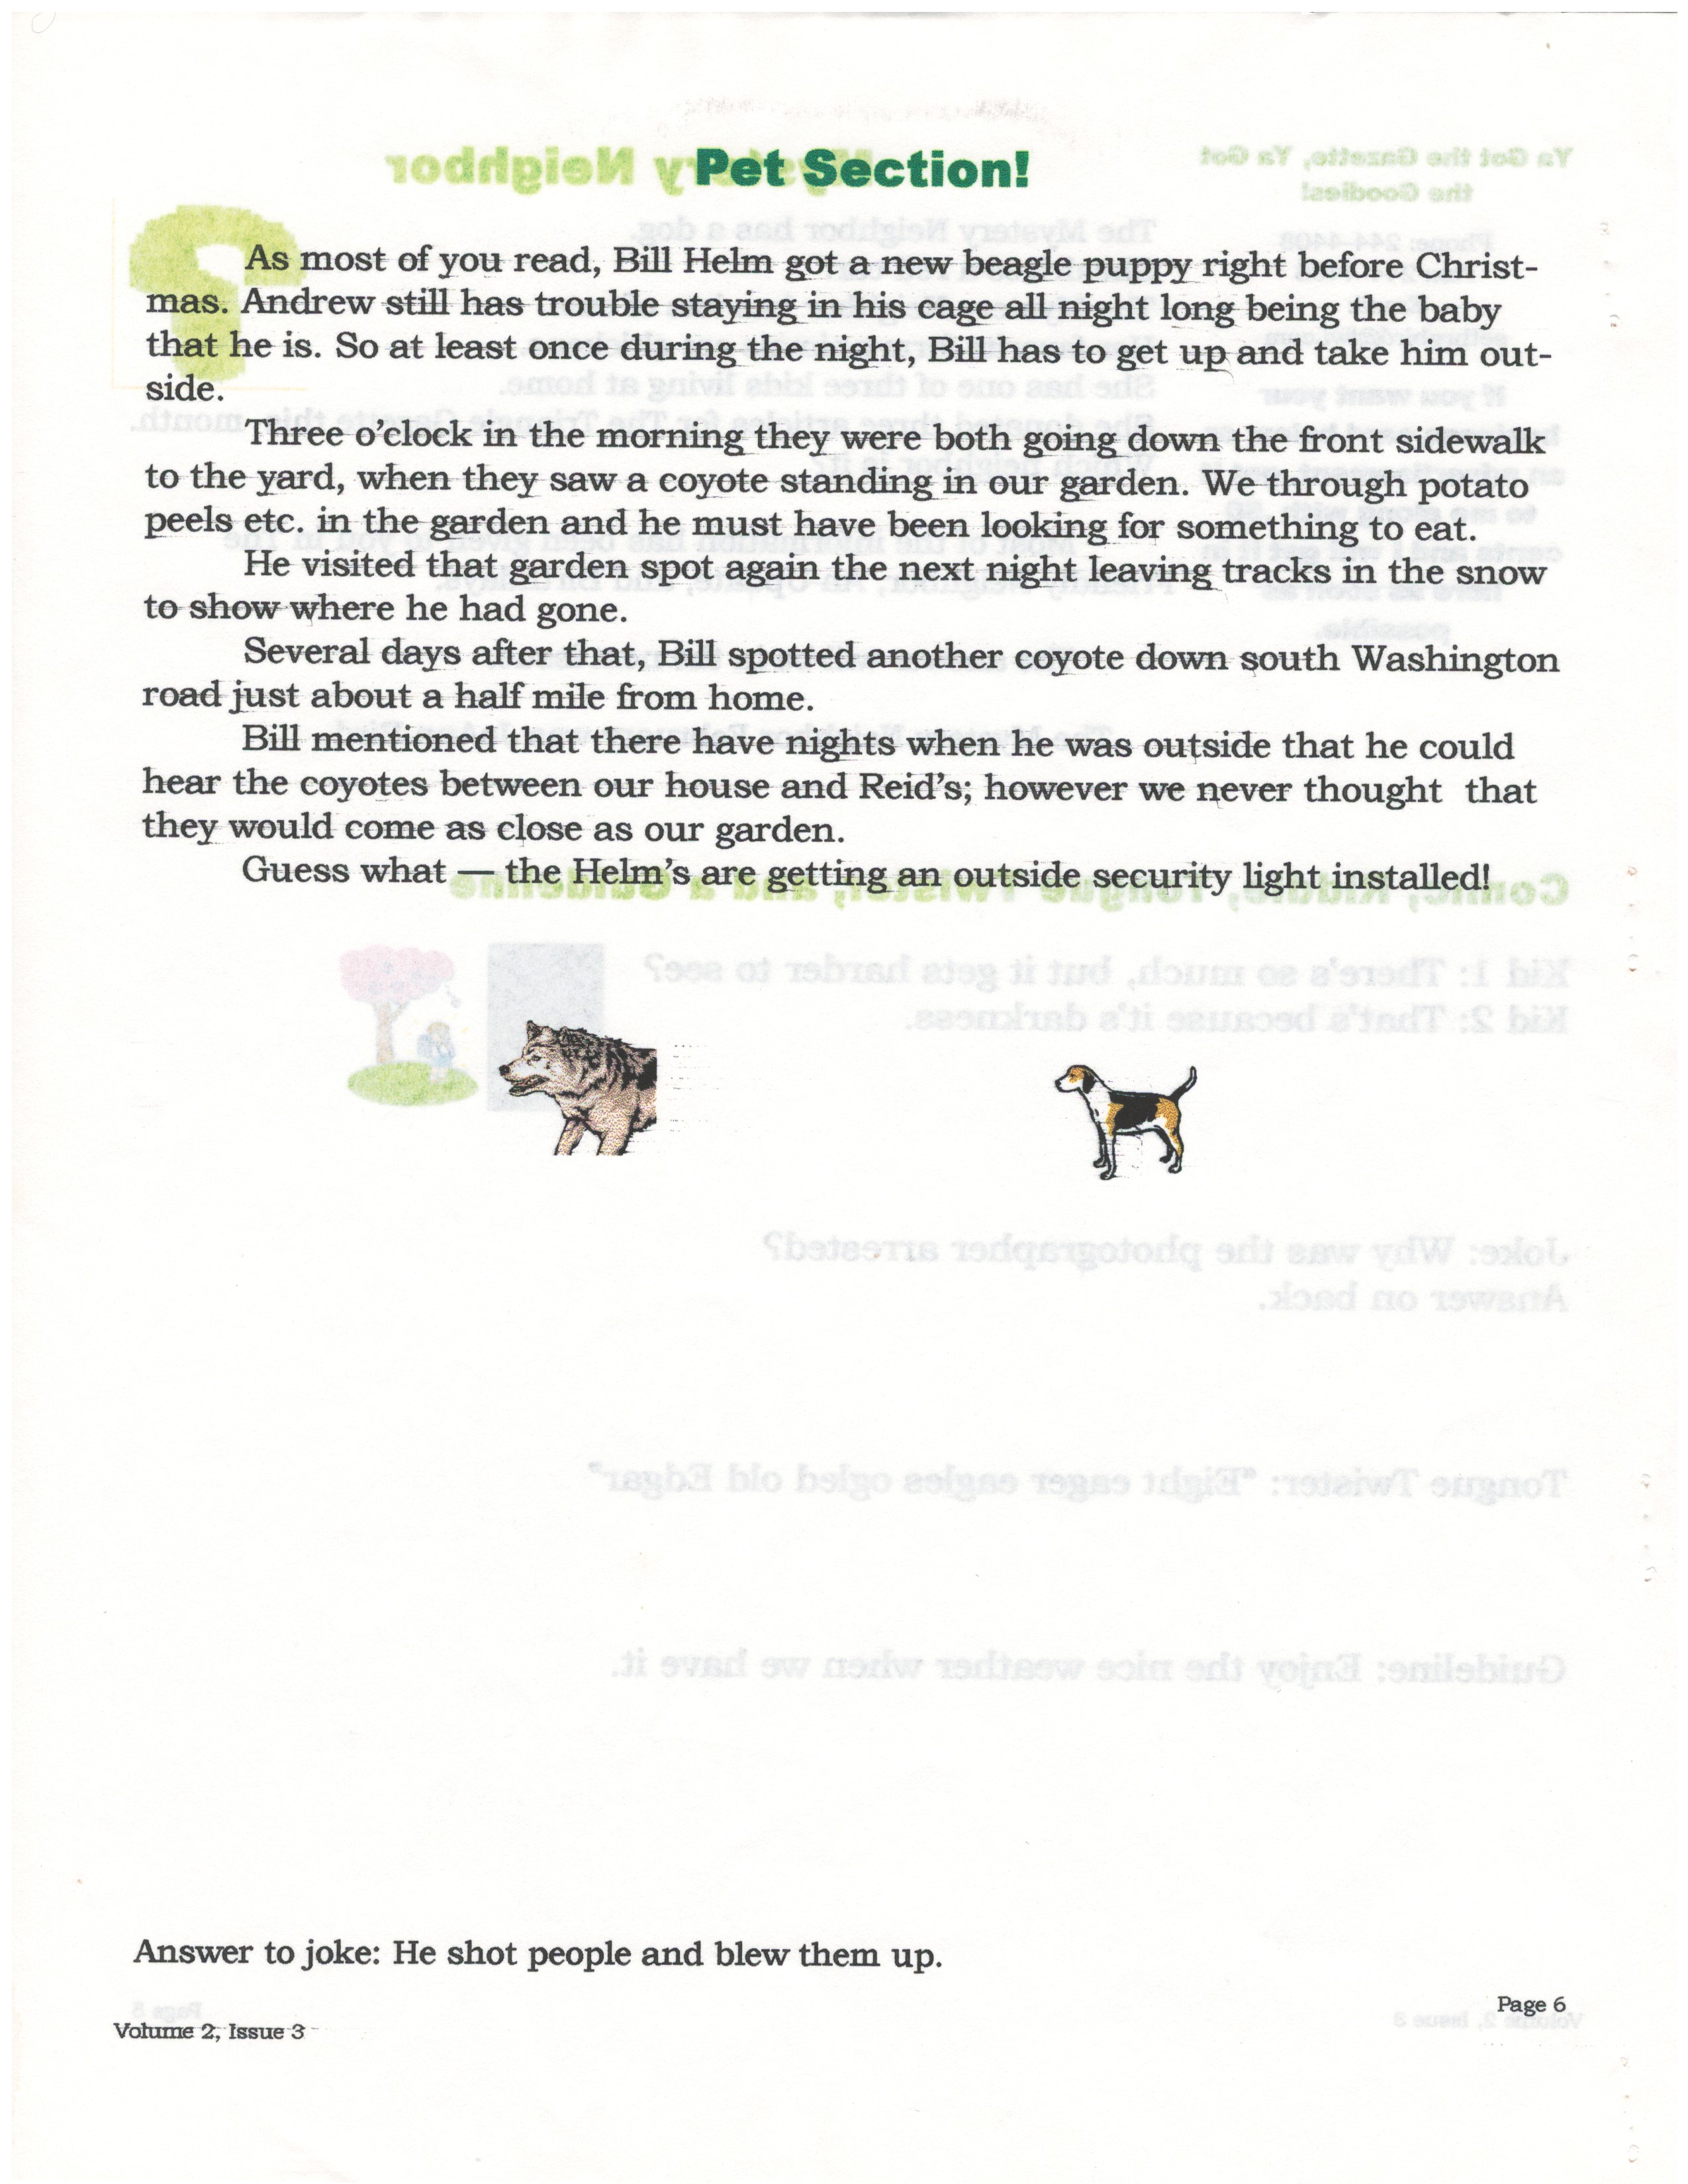 Pet Section!
As most of you read, Bill Helm got a new beagle puppy right before Christ-
mas. Andrew still has trouble staying in his cage all night long being the baby
that he is. So at least once during the night, Bill has to get up and take him out-
side.
Three o'clock in the morning they were both going down the front sidewalk
to the yard, when they saw a coyote standing in our garden. We through potato
peels etc. in the garden and he must have been looking for something to eat.
He visited that garden spot again the next night leaving tracks in the snow
to show where he had gone.
Several days after that, Bill spotted another coyote down south Washington
road just about a half mile from home.
Bill mentioned that there have nights when he was outside that he could
hear the coyotes between our house and Reid's; however we never thought that
they would come as close as our garden.
Guess what — the Helm's are getting an outside security light installed!
Answer to joke: He shot people and blew them up.
Page 6
Volume 2, Issue 3